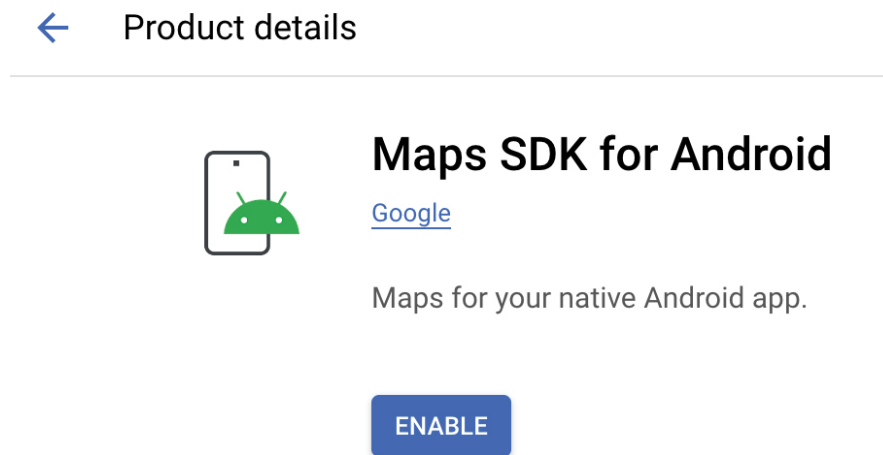 Product details
Maps SDK for Android
Google
Maps for your native Android app.
ENABLE